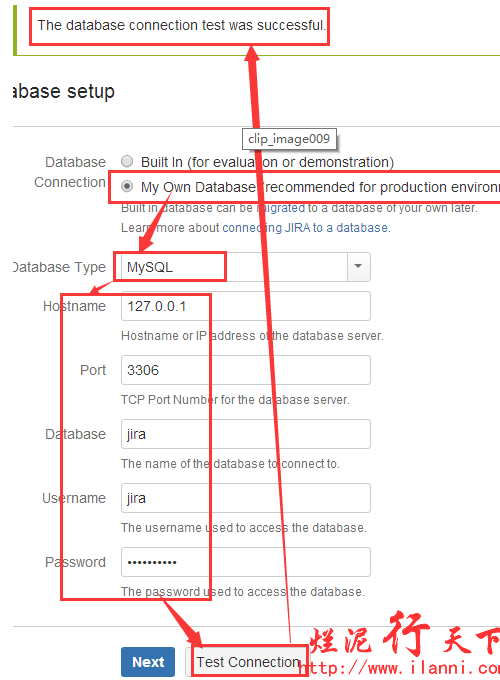 The database connection test was successful.
abase setup
clip_image009
Database Connection
Built In (for evaluation or demonstration)
My Own Database (recommended for production environ
Built in database can be migrated to a database of your own later.
Learn more about connecting JIRA to a database.
Database Type
MySQL
Hostname
127.0.0.1
Hostname or IP address of the database server.
Port
3306
TCP Port Number for the database server.
Database
jira
The name of the database to connect to.
Username
jira
The username used to access the database.
Password
••••••••••
The password used to access the database.
Next
Test Connection
烂泥行天下
http://www.ilanni.com